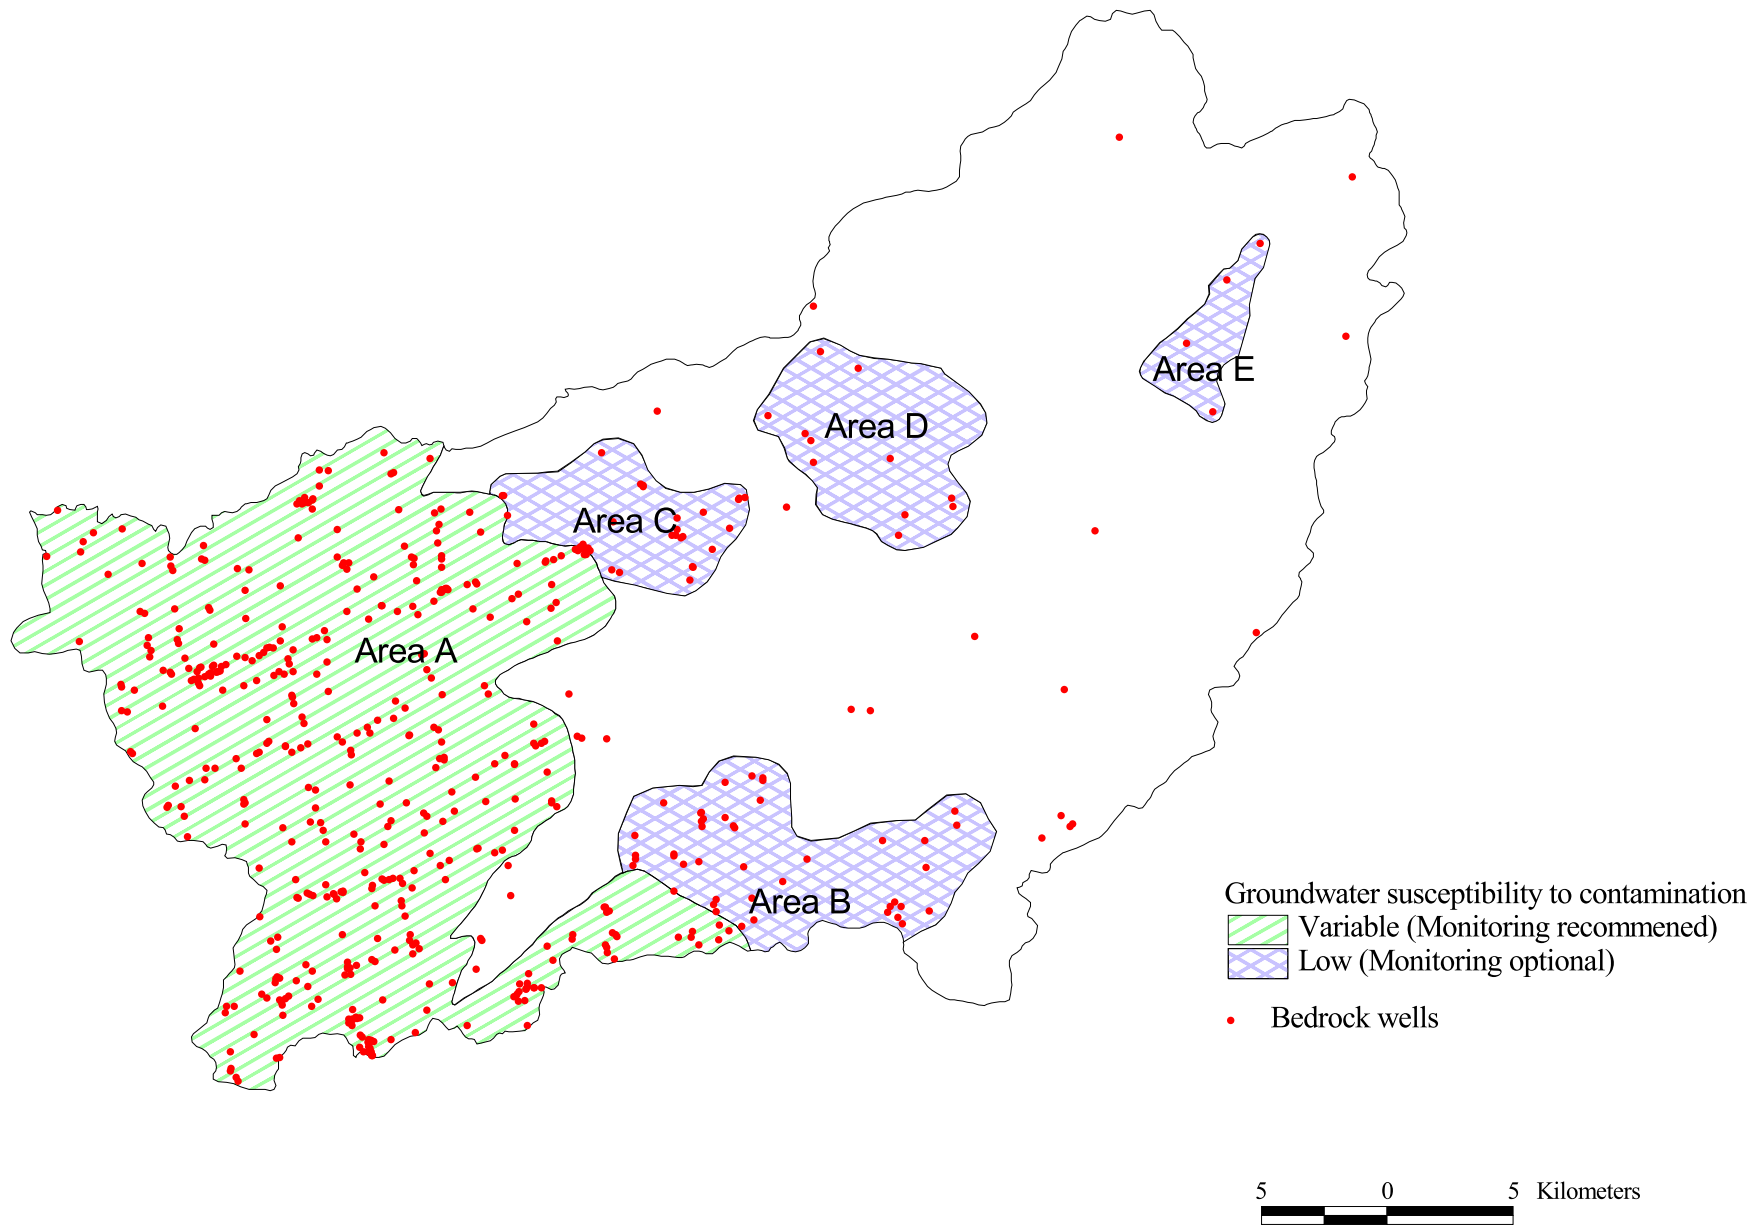 Area E
Area D
Area C
Area A
Area B
Groundwater susceptibility to contamination
Variable (Monitoring recommened)
Low (Monitoring optional)
Bedrock wells
5 0 5 Kilometers